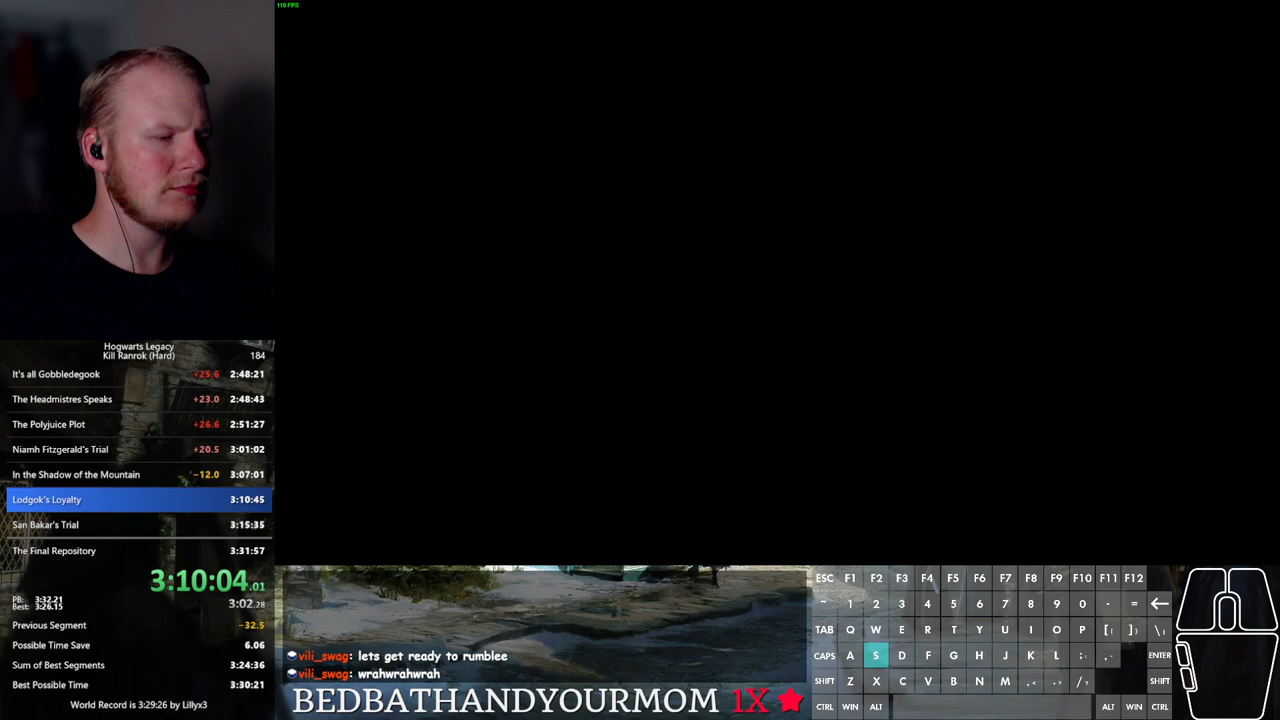 119 FPS
Hogwarts Legacy
Kill Ranrok (Hard) 184
It's all Gobbledegook +25.6 2:48:21
The Headmistres Speaks +23.0 2:48:43
The Polyjuice Plot +26.6 2:51:27
Niamh Fitzgerald's Trial +20.5 3:01:02
In the Shadow of the Mountain −12.0 3:07:01
Lodgok's Loyalty 3:10:45
San Bakar's Trial 3:15:35
The Final Repository 3:31:57
3:10:04.01
PB: 3:32.21
Best: 3:26.15
3:02.28
Previous Segment −32.5
Possible Time Save 6.06
Sum of Best Segments 3:24:36
Best Possible Time 3:30:21
World Record is 3:29:26 by Lillyx3
vili_swag: lets get ready to rumblee
vili_swag: wrahwrahwrah
BEDBATHANDYOURMOM 1X
ESC F1 F2 F3 F4 F5 F6 F7 F8 F9 F10 F11 F12
~ 1 2 3 4 5 6 7 8 9 0 - = ←
TAB Q W E R T Y U I O P [{ ]} \|
CAPS A S D F G H J K L ;: ,. ENTER
SHIFT Z X C V B N M ,< .> /? SHIFT
CTRL WIN ALT ALT WIN CTRL